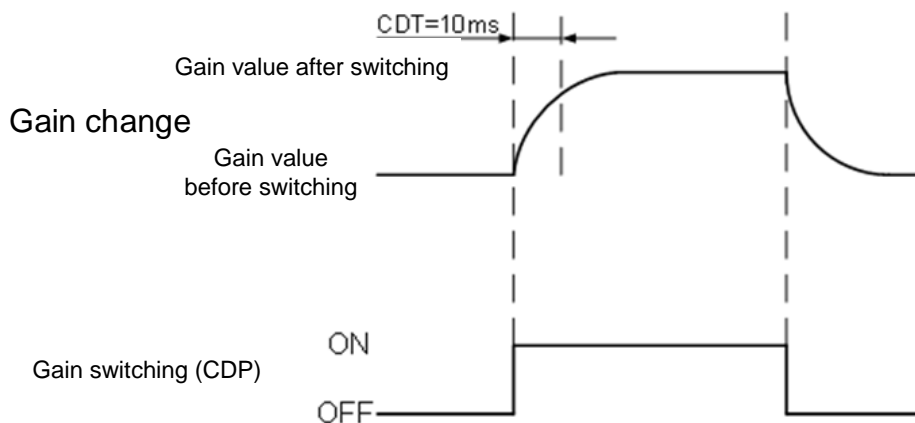 CDT=10ms
Gain value after switching
Gain change
Gain value
before switching
ON
Gain switching (CDP)
OFF